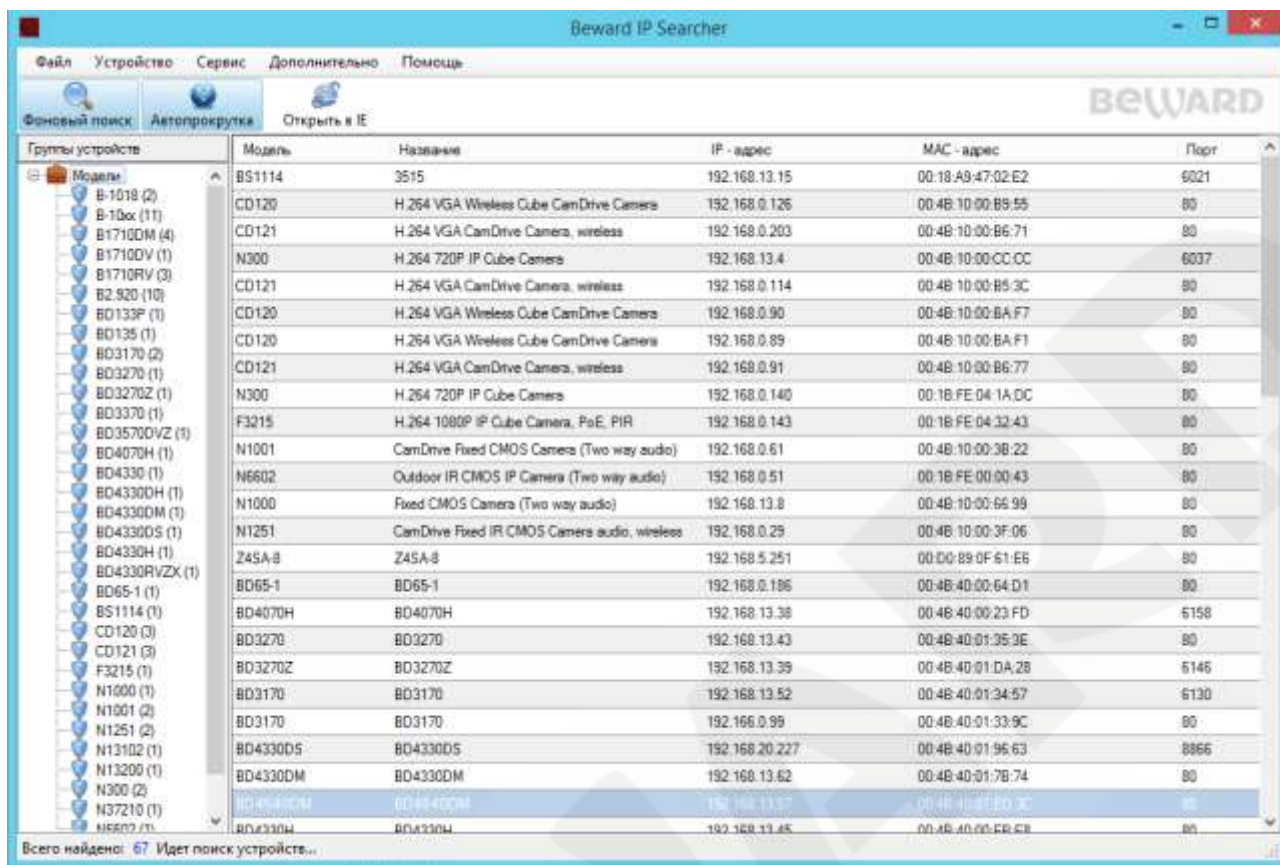 Beward IP Searcher
Файл Устройство Сервис Дополнительно Помощь
Фоновый поиск Автопрокрутка Открыть в IE BEWARD
Группы устройств Модель Название IP - адрес MAC - адрес Порт
Модели
B-1018 (2)
B-10xx (11)
B1710DM (4)
B1710DV (1)
B1710RV (3)
B2.920 (10)
BD133P (1)
BD135 (1)
BD3170 (2)
BD3270 (1)
BD3270Z (1)
BD3370 (1)
BD3570DVZ (1)
BD4070H (1)
BD4330 (1)
BD4330DH (1)
BD4330DM (1)
BD4330DS (1)
BD4330H (1)
BD4330RVZX (1)
BD65-1 (1)
BS1114 (1)
CD120 (3)
CD121 (3)
F3215 (1)
N1000 (1)
N1001 (2)
N1251 (2)
N13102 (1)
N13200 (1)
N300 (2)
N37210 (1)
N6602 (1)
BS1114 3515 192.168.13.15 00:18:A9:47:02:E2 6021
CD120 H.264 VGA Wireless Cube CamDrive Camera 192.168.0.126 00:4B:10:00:B9:55 80
CD121 H.264 VGA CamDrive Camera, wireless 192.168.0.203 00:4B:10:00:B6:71 80
N300 H.264 720P IP Cube Camera 192.168.13.4 00:4B:10:00:CC:CC 6037
CD121 H.264 VGA CamDrive Camera, wireless 192.168.0.114 00:4B:10:00:B5:3C 80
CD120 H.264 VGA Wireless Cube CamDrive Camera 192.168.0.90 00:4B:10:00:BA:F7 80
CD120 H.264 VGA Wireless Cube CamDrive Camera 192.168.0.89 00:4B:10:00:BA:F1 80
CD121 H.264 VGA CamDrive Camera, wireless 192.168.0.91 00:4B:10:00:B6:77 80
N300 H.264 720P IP Cube Camera 192.168.0.140 00:1B:FE:04:1A:DC 80
F3215 H.264 1080P IP Cube Camera, PoE, PIR 192.168.0.143 00:1B:FE:04:32:43 80
N1001 CamDrive Fixed CMOS Camera (Two way audio) 192.168.0.61 00:4B:10:00:3B:22 80
N6602 Outdoor IR CMOS IP Camera (Two way audio) 192.168.0.51 00:1B:FE:00:00:43 80
N1000 Fixed CMOS Camera (Two way audio) 192.168.13.8 00:4B:10:00:66:99 80
N1251 CamDrive Fixed IR CMOS Camera audio, wireless 192.168.0.29 00:4B:10:00:3F:06 80
Z4SA-8 Z4SA-8 192.168.5.251 00:D0:89:0F:61:E6 80
BD65-1 BD65-1 192.168.0.186 00:4B:40:00:64:D1 80
BD4070H BD4070H 192.168.13.38 00:4B:40:00:23:FD 6158
BD3270 BD3270 192.168.13.43 00:4B:40:01:35:3E 80
BD3270Z BD3270Z 192.168.13.39 00:4B:40:01:DA:28 6146
BD3170 BD3170 192.168.13.52 00:4B:40:01:34:57 6130
BD3170 BD3170 192.166.0.99 00:4B:40:01:33:9C 80
BD4330DS BD4330DS 192.168.20.227 00:4B:40:01:96:63 8866
BD4330DM BD4330DM 192.168.13.62 00:4B:40:01:7B:74 80
BD4640DM BD4640DM 192.168.13.57 80
BD4330H BD4330H 192.168.13.45 80
Всего найдено: 67 Идет поиск устройств...